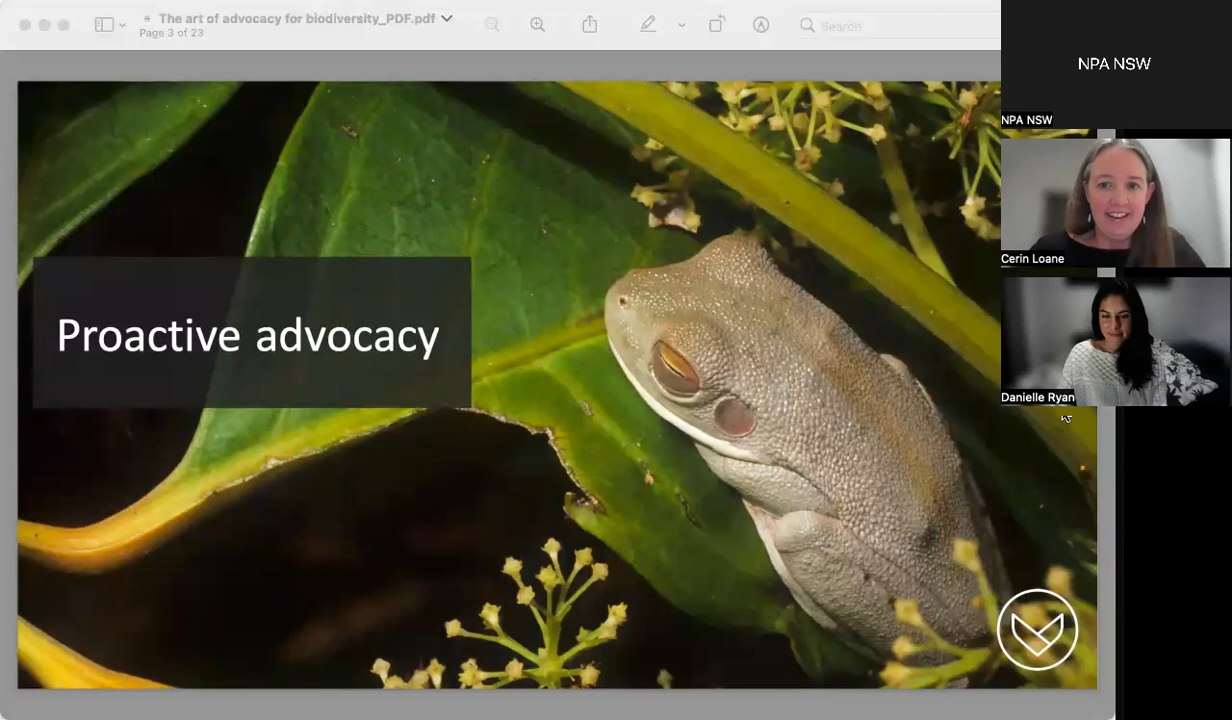 The art of advocacy for biodiversity_PDF.pdf
Page 3 of 23
Search
NPA NSW
NPA NSW
Cerin Loane
Proactive advocacy
Danielle Ryan